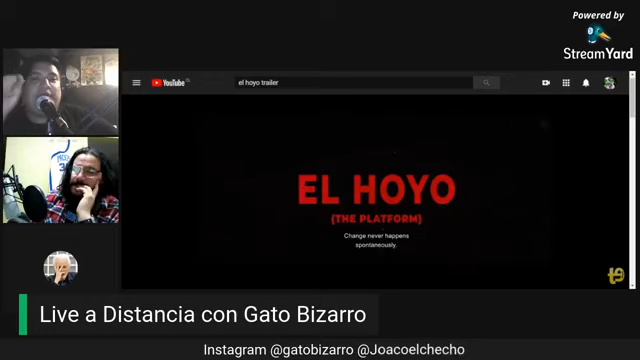 Powered by
StreamYard
YouTube
el hoyo trailer
EL HOYO
(THE PLATFORM)
Change never happens
spontaneously.
Live a Distancia con Gato Bizarro
Instagram @gatobizarro @Joacoelchecho